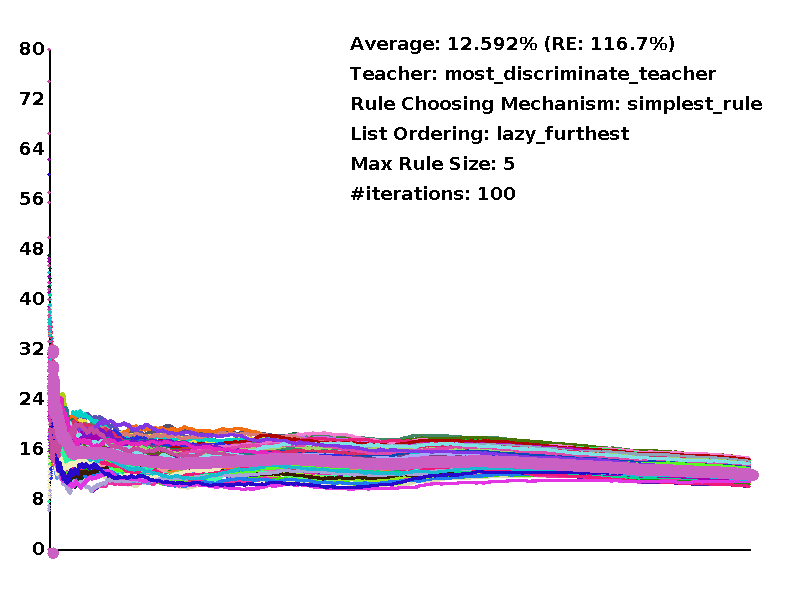 Average: 12.592% (RE: 116.7%)
Teacher: most_discriminate_teacher
Rule Choosing Mechanism: simplest_rule
List Ordering: lazy_furthest
Max Rule Size: 5
#iterations: 100
80
72
64
56
48
40
32
24
16
8
0